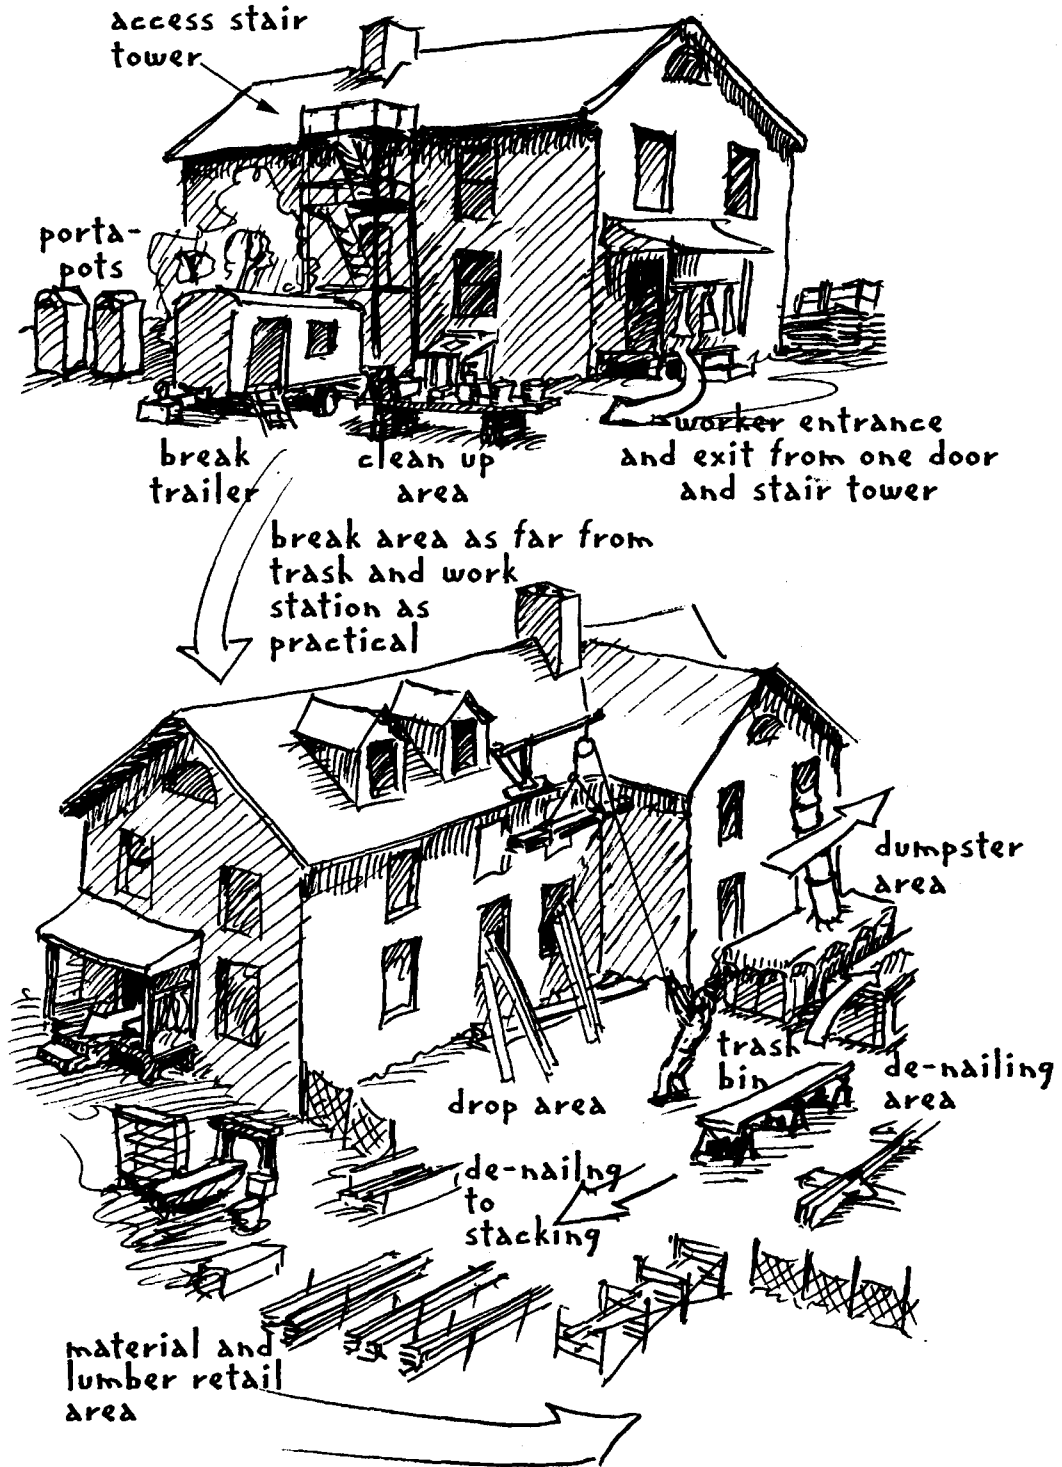 access stair
tower
porta-
pots
break
trailer
clean up
area
worker entrance
and exit from one door
and stair tower
break area as far from
trash and work
station as
practical
dumpster
area
trash
bin
de-nailing
area
drop area
de-nailng
to
stacking
material and
lumber retail
area